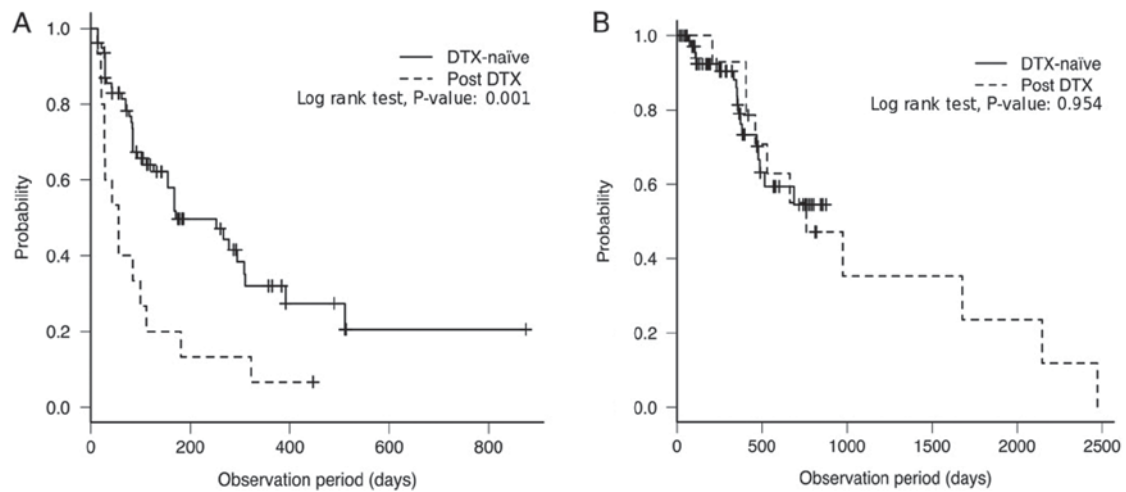 A
DTX-naïve
Post DTX
Log rank test, P-value: 0.001
Probability
1.0
0.8
0.6
0.4
0.2
0.0
0 200 400 600 800
Observation period (days)
B
DTX-naïve
Post DTX
Log rank test, P-value: 0.954
Probability
1.0
0.8
0.6
0.4
0.2
0.0
0 500 1000 1500 2000 2500
Observation period (days)